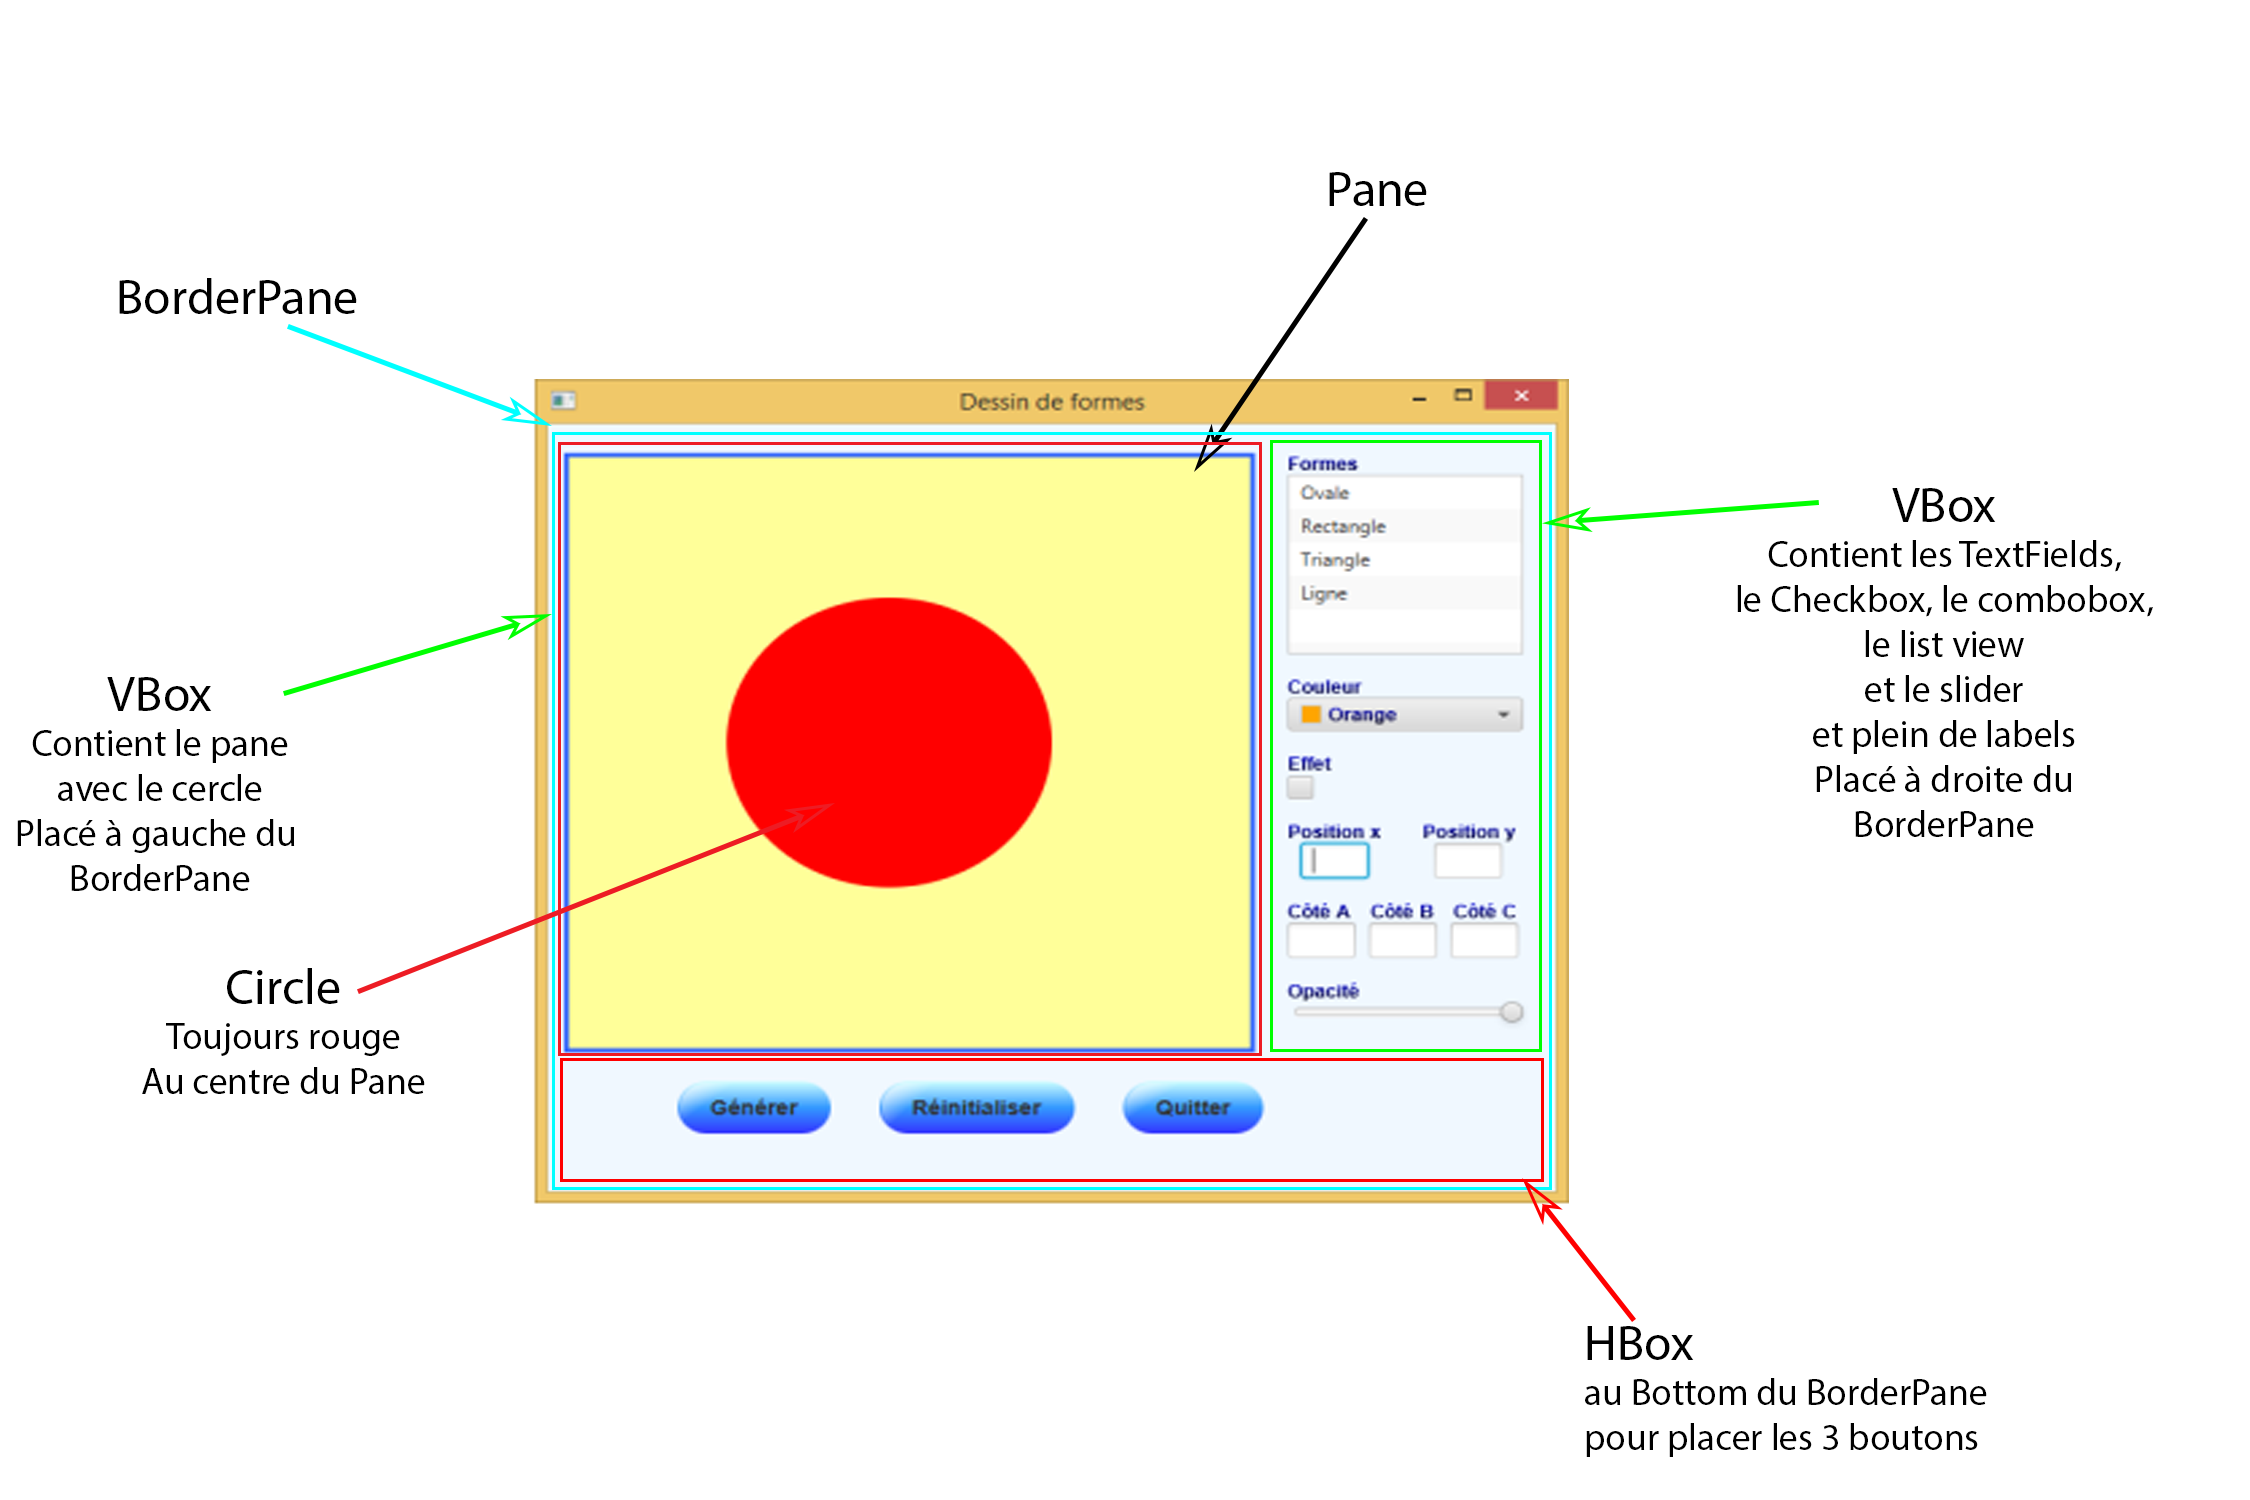 Pane
BorderPane
Dessin de formes
Formes
Ovale
Rectangle
Triangle
Ligne
Couleur
Orange
Effet
Position x Position y
Côté A Côté B Côté C
Opacité
Générer Réinitialiser Quitter
VBox
Contient les TextFields,
le Checkbox, le combobox,
le list view
et le slider
et plein de labels
Placé à droite du
BorderPane
VBox
Contient le pane
avec le cercle
Placé à gauche du
BorderPane
Circle
Toujours rouge
Au centre du Pane
HBox
au Bottom du BorderPane
pour placer les 3 boutons